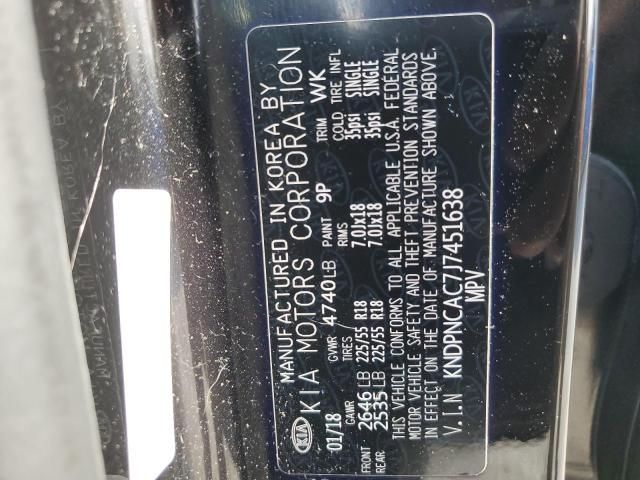 MANUFACTURED IN KOREA BY
KIA KIA MOTORS CORPORATION
01/18 GVWR 4740LB PAINT 9P TRIM WK
GAWR TIRES RIMS COLD TIRE INFL
FRONT 2646LB 225/55 R18 7.0Jx18 35psi SINGLE
REAR 2535LB 225/55 R18 7.0Jx18 35psi SINGLE
THIS VEHICLE CONFORMS TO ALL APPLICABLE U.S.A. FEDERAL
MOTOR VEHICLE SAFETY AND THEFT PREVENTION STANDARDS
IN EFFECT ON THE DATE OF MANUFACTURE SHOWN ABOVE.
V.I.N KNDPNCAC7J7451638
MPV